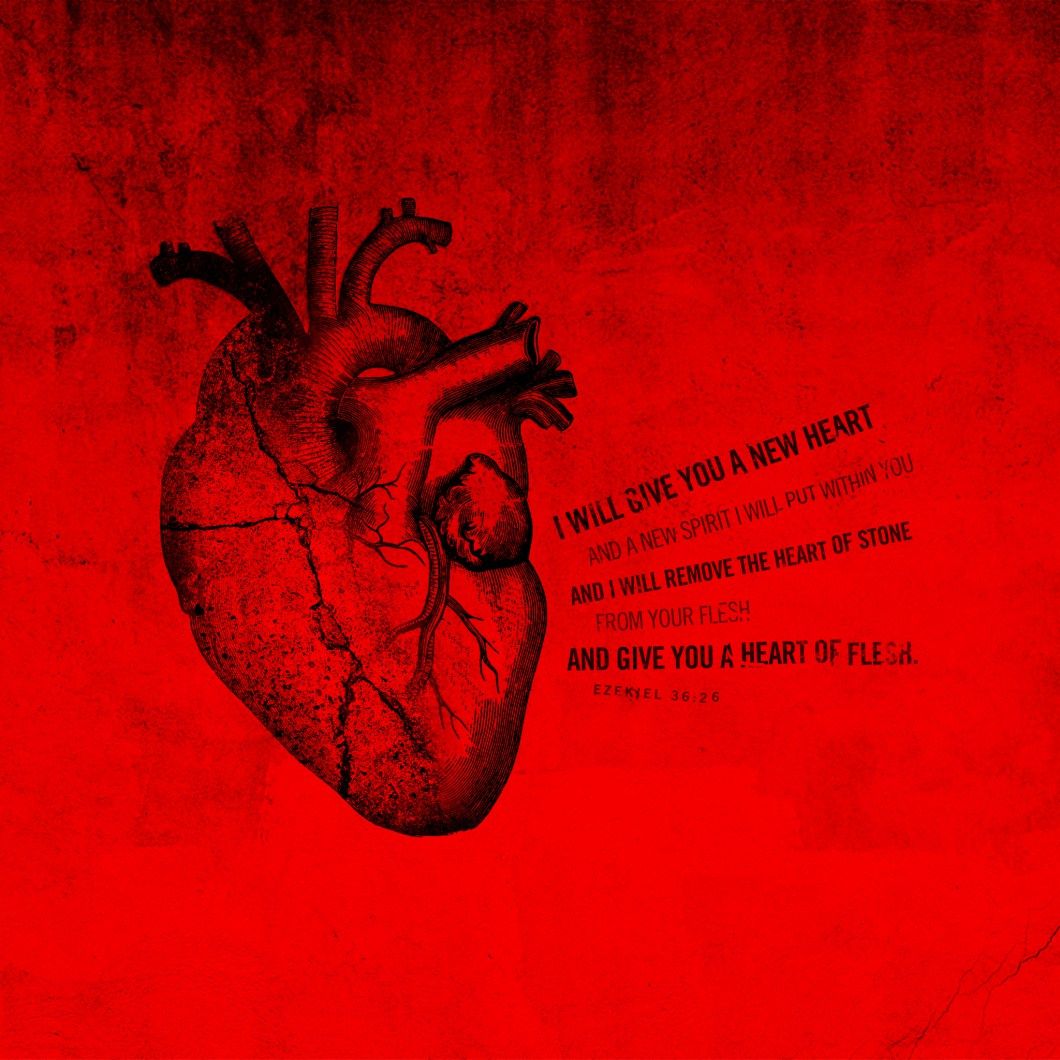 I WILL GIVE YOU A NEW HEART
AND A NEW SPIRIT I WILL PUT WITHIN YOU
AND I WILL REMOVE THE HEART OF STONE
FROM YOUR FLESH
AND GIVE YOU A HEART OF FLESH.
EZEKIEL 36:26